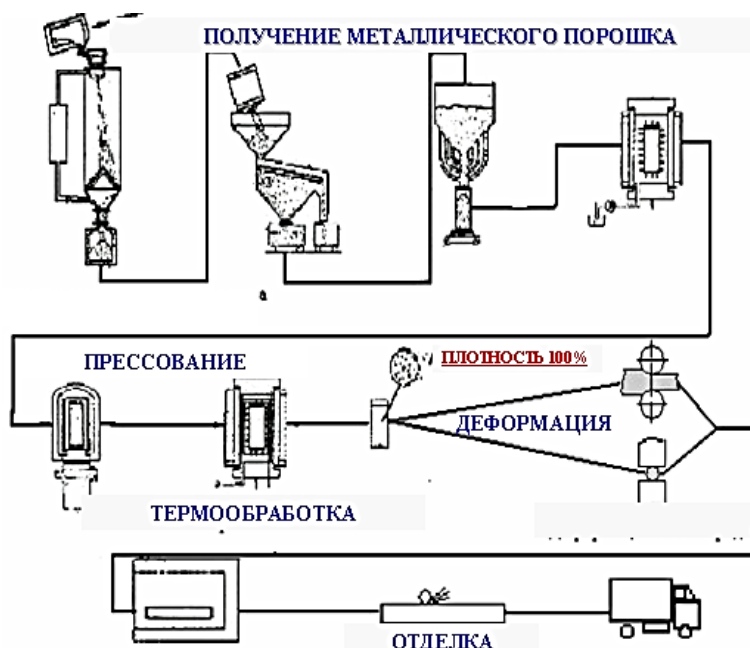 ПОЛУЧЕНИЕ МЕТАЛЛИЧЕСКОГО ПОРОШКА
а
ПРЕССОВАНИЕ
ПЛОТНОСТЬ 100%
ДЕФОРМАЦИЯ
ТЕРМООБРАБОТКА
ОТДЕЛКА